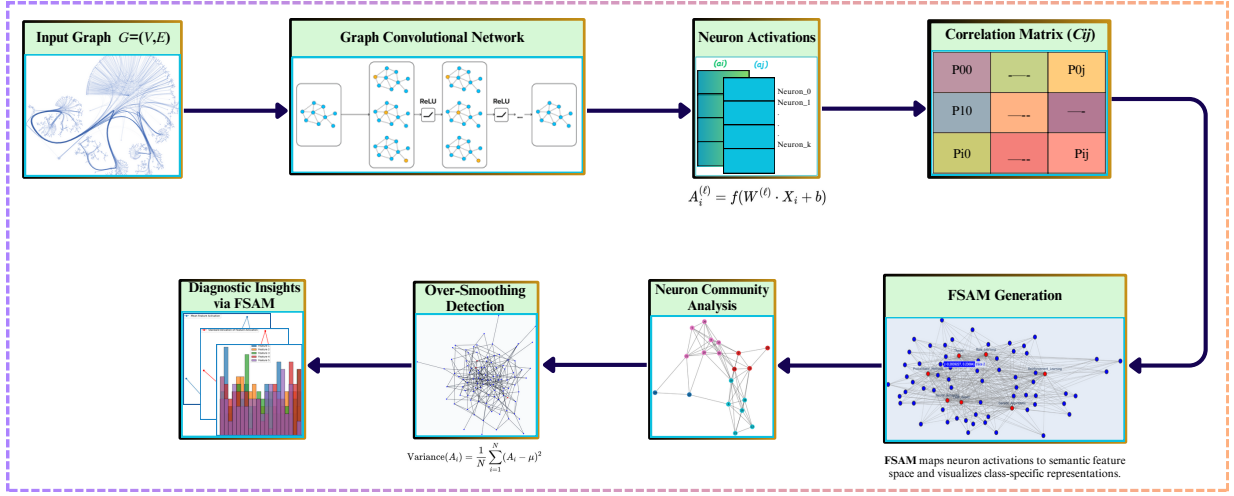 Input Graph G=(V,E)
Graph Convolutional Network
ReLU
ReLU
Neuron Activations
(ai)
(aj)
Neuron_0
Neuron_1
.
.
.
Neuron_k
A_i^{(ℓ)} = f(W^{(ℓ)} · X_i + b)
Correlation Matrix (Cij)
P00 ---- P0j
P10 ---- ----
Pi0 ---- Pij
Diagnostic Insights
via FSAM
Over-Smoothing
Detection
Variance(A_i) = \frac{1}{N} \sum_{i=1}^{N} (A_i − μ)^2
Neuron Community
Analysis
FSAM Generation
FSAM maps neuron activations to semantic feature
space and visualizes class-specific representations.